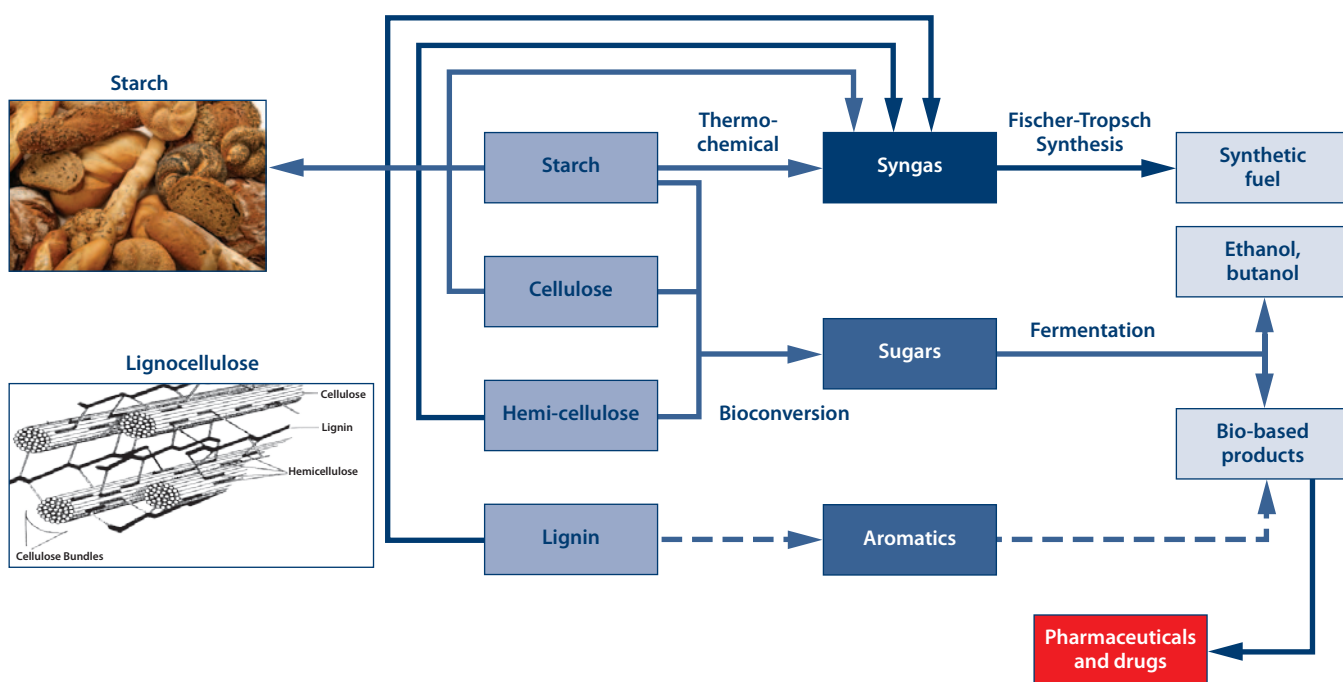 Starch
Thermo-
chemical
Fischer-Tropsch
Synthesis
Starch
Syngas
Synthetic
fuel
Ethanol,
butanol
Cellulose
Sugars
Fermentation
Lignocellulose
Cellulose
Lignin
Hemicellulose
Cellulose Bundles
Hemi-cellulose
Bioconversion
Bio-based
products
Lignin
Aromatics
Pharmaceuticals
and drugs